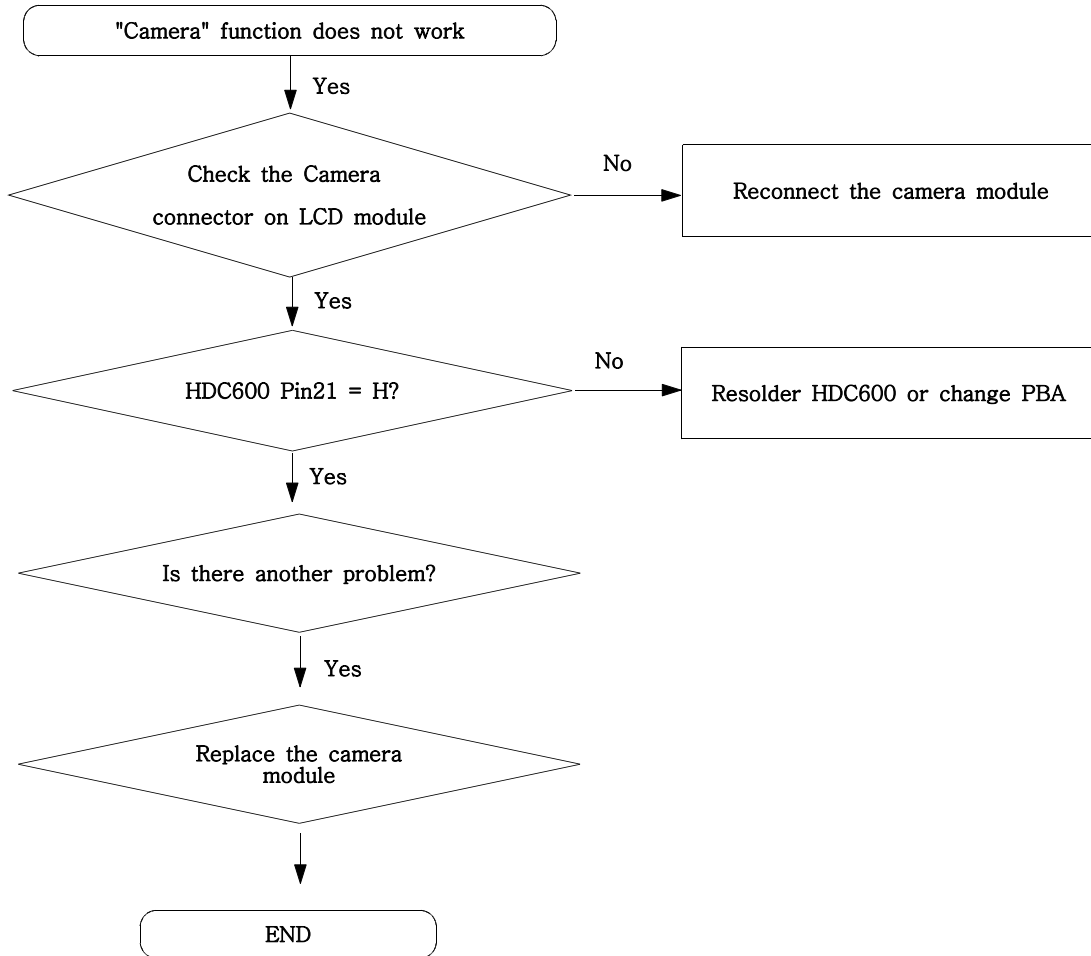 "Camera" function does not work
Yes
Check the Camera
connector on LCD module
No
Reconnect the camera module
Yes
HDC600 Pin21 = H?
No
Resolder HDC600 or change PBA
Yes
Is there another problem?
Yes
Replace the camera
module
END